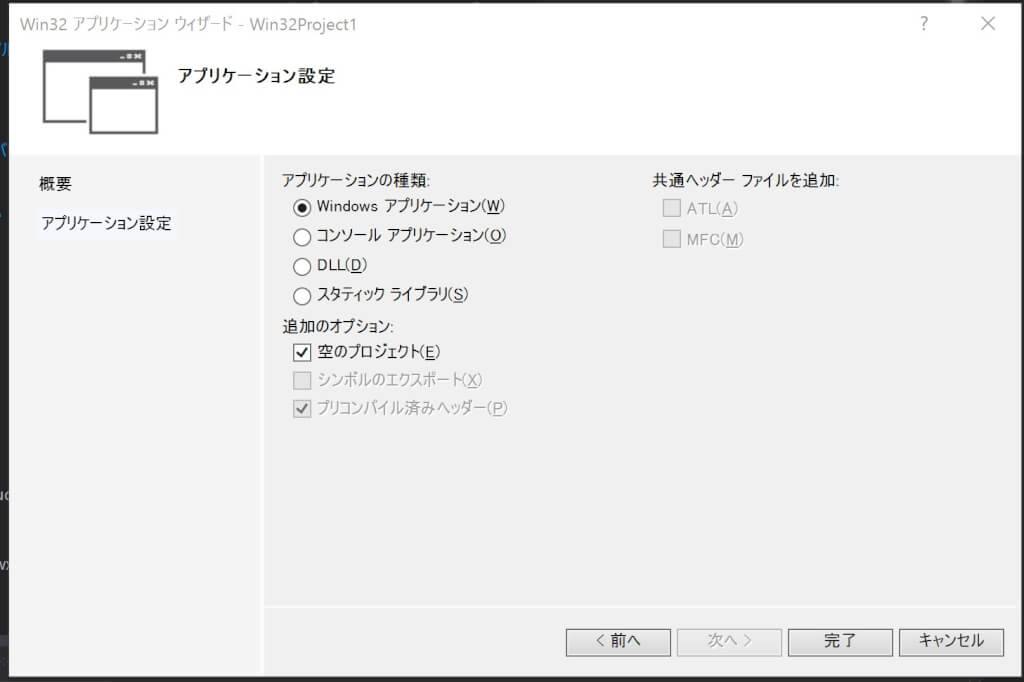 Win32 アプリケーション ウィザード - Win32Project1
?
アプリケーション設定
概要
アプリケーション設定
アプリケーションの種類:
Windows アプリケーション(W)
コンソール アプリケーション(O)
DLL(D)
スタティック ライブラリ(S)
追加のオプション:
空のプロジェクト(E)
シンボルのエクスポート(X)
プリコンパイル済みヘッダー(P)
共通ヘッダー ファイルを追加:
ATL(A)
MFC(M)
< 前へ
次へ >
完了
キャンセル